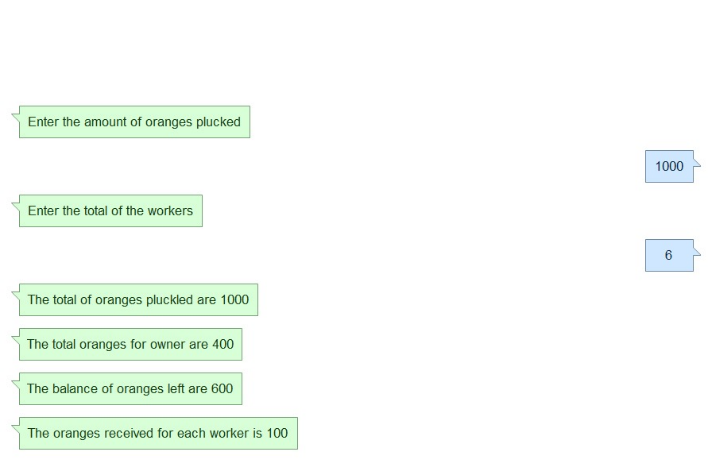 Enter the amount of oranges plucked
1000
Enter the total of the workers
6
The total of oranges pluckled are 1000
The total oranges for owner are 400
The balance of oranges left are 600
The oranges received for each worker is 100